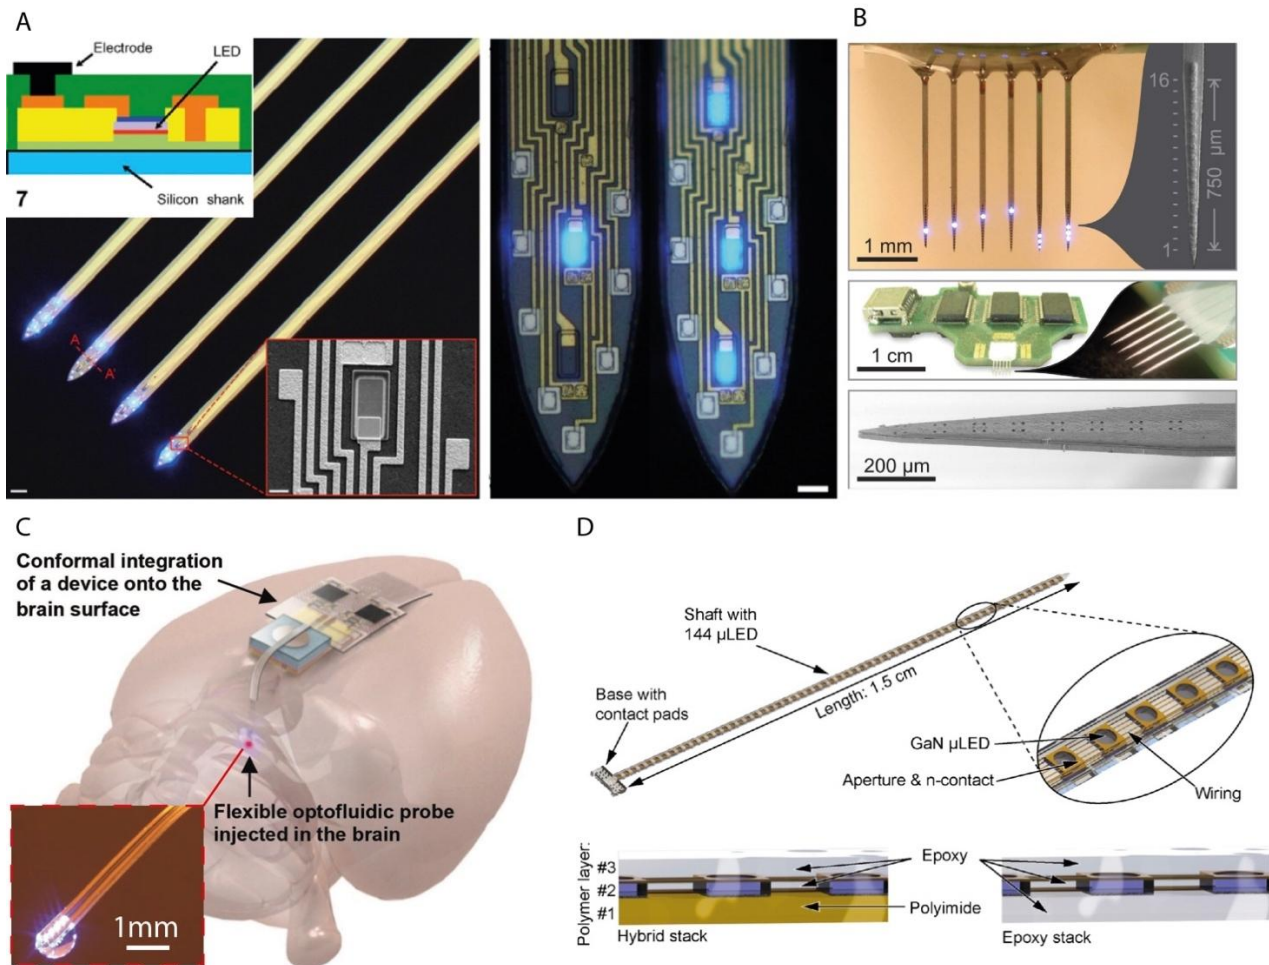 A
Electrode
LED
Silicon shank
7
A
A'
B
16
750 µm
1
1 mm
1 cm
200 µm
C
Conformal integration
of a device onto the
brain surface
Flexible optofluidic probe
injected in the brain
1mm
D
Shaft with
144 µLED
Length: 1.5 cm
Base with
contact pads
GaN µLED
Aperture & n-contact
Wiring
Polymer layer:
#3
#2
#1
Epoxy
Polyimide
Hybrid stack
Epoxy stack